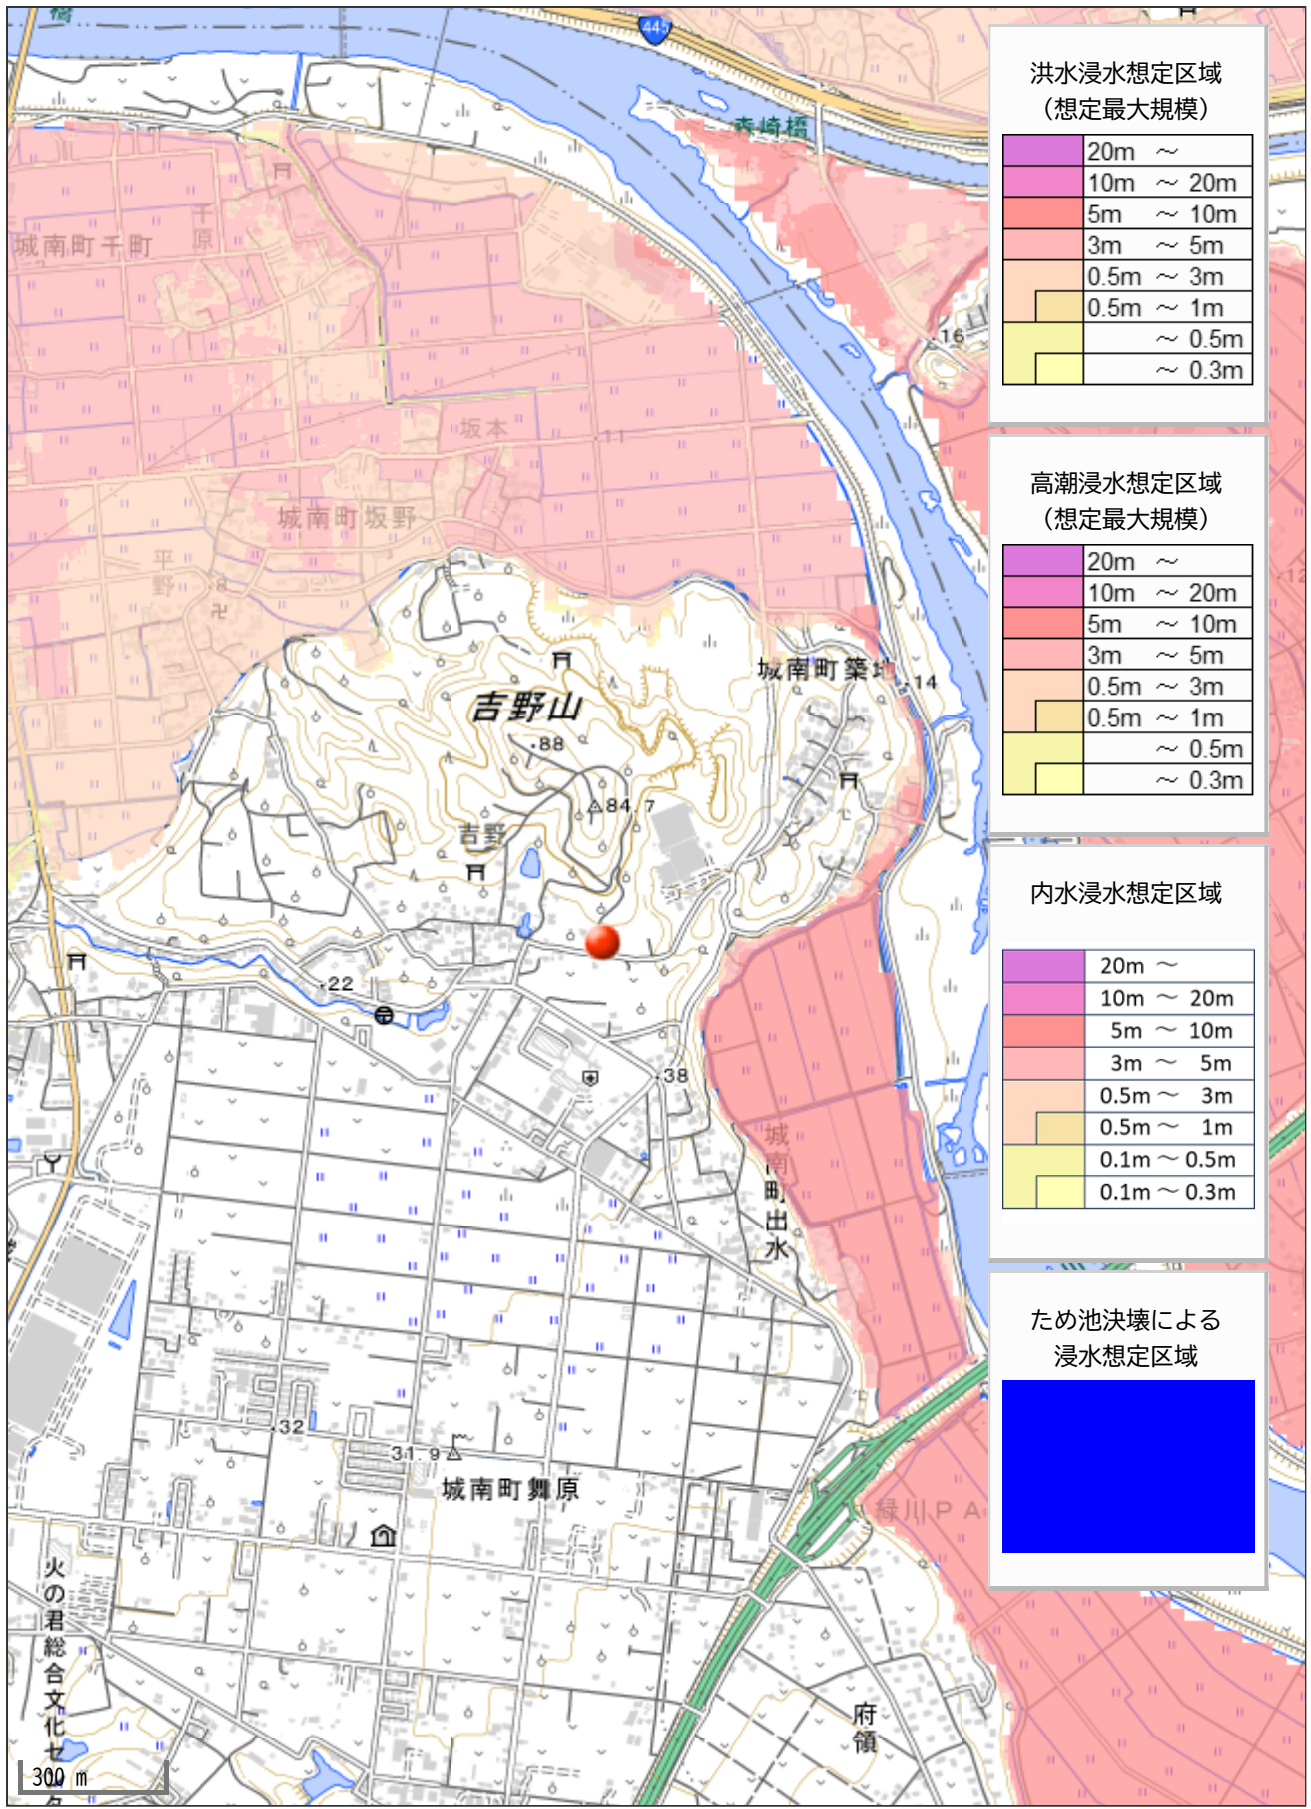 橋
445
森崎橋
千原
城南町千町
16
坂本
11
城南町坂野
平野
8
城南町築地
14
吉野山
88
84.7
吉野
22
38
城南町出水
32
31.9
城南町舞原
緑川PA
府領
火の君総合文化センタ
300 m
洪水浸水想定区域
(想定最大規模)
20m ~
10m ~ 20m
5m ~ 10m
3m ~ 5m
0.5m ~ 3m
0.5m ~ 1m
~ 0.5m
~ 0.3m
高潮浸水想定区域
(想定最大規模)
20m ~
10m ~ 20m
5m ~ 10m
3m ~ 5m
0.5m ~ 3m
0.5m ~ 1m
~ 0.5m
~ 0.3m
内水浸水想定区域
20m ~
10m ~ 20m
5m ~ 10m
3m ~ 5m
0.5m ~ 3m
0.5m ~ 1m
0.1m ~ 0.5m
0.1m ~ 0.3m
ため池決壊による
浸水想定区域